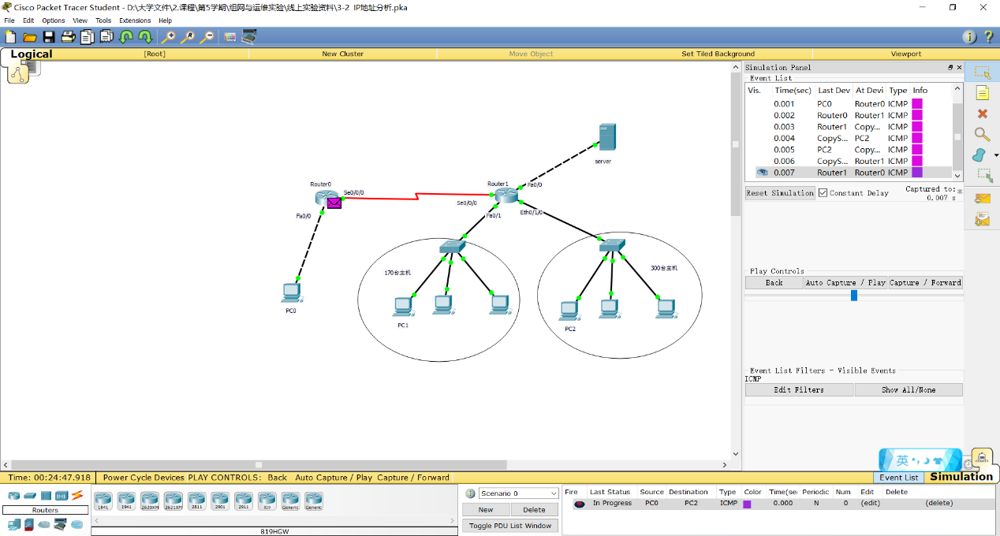 Cisco Packet Tracer Student - D:\大学文件\2.课程\第5学期\组网与运维实验\线上实验资料\3-2 IP地址分析.pka
File Edit Options View Tools Extensions Help
Logical [Root] New Cluster Move Object Set Tiled Background Viewport
Simulation Panel
Event List
Vis. Time(sec) Last Dev At Devi Type Info
0.001 PC0 Router0 ICMP
0.002 Router0 Router1 ICMP
0.003 Router1 Copy... ICMP
0.004 CopyS... PC2 ICMP
0.005 PC2 Copy... ICMP
0.006 CopyS... Router1 ICMP
0.007 Router1 Router0 ICMP
Reset Simulation Constant Delay Captured to:
0.007 s
Play Controls
Back Auto Capture / Play Capture / Forward
Event List Filters - Visible Events
ICMP
Edit Filters Show All/None
server
Router0
Se0/0/0
Fa0/0
Router1
Fa0/0
Se0/0/0
Fa0/1
Eth0/1/0
170台主机
300台主机
PC0
PC1
PC2
英
Time: 00:24:47.918 Power Cycle Devices PLAY CONTROLS: Back Auto Capture / Play Capture / Forward
Event List Simulation
Routers
1841 1941 2620XM 2621XM 2811 2901 2911 819 Generic Generic
819HGW
Scenario 0
New Delete
Toggle PDU List Window
Fire Last Status Source Destination Type Color Time(sec Periodic Num Edit Delete
In Progress PC0 PC2 ICMP 0.000 N 0 (edit) (delete)